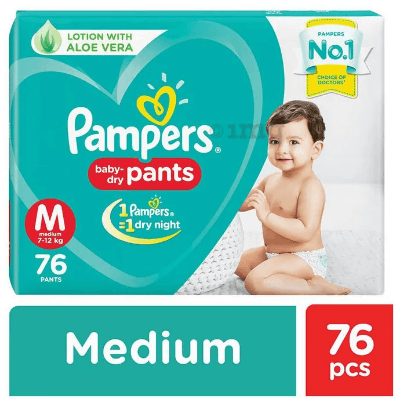 LOTION WITH
ALOE VERA
PAMPERS
No.1
CHOICE OF
DOCTORS*
Pampers®
baby-
dry pants
1 Pampers®
=1 dry night
M
medium
7-12 kg
76
PANTS
Medium
76
pcs